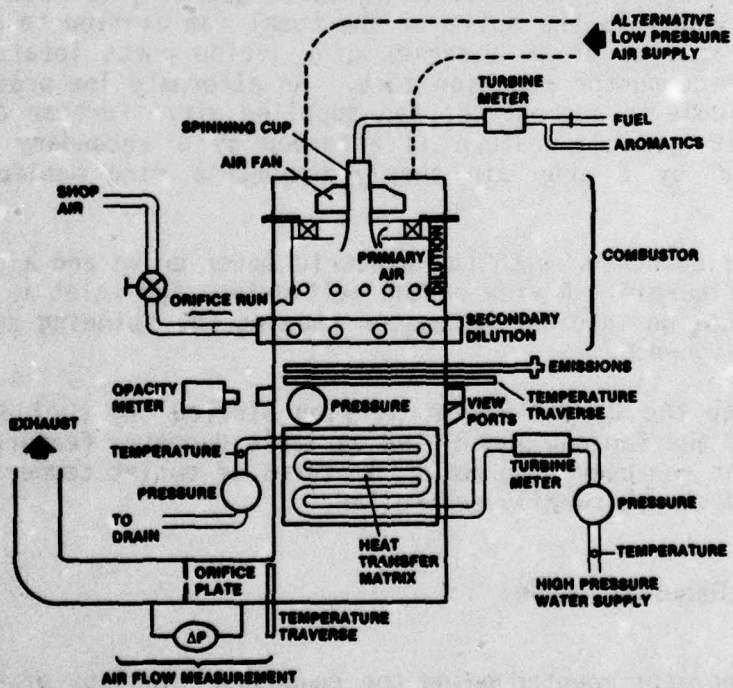 ALTERNATIVE
LOW PRESSURE
AIR SUPPLY
TURBINE
METER
SPINNING CUP
FUEL
AIR FAN
AROMATICS
SHOP
AIR
PRIMARY
AIR
DILUTION
COMBUSTOR
ORIFICE RUN
SECONDARY
DILUTION
EMISSIONS
OPACITY
METER
TEMPERATURE
TRAVERSE
PRESSURE
VIEW
PORTS
EXHAUST
TEMPERATURE
TURBINE
METER
PRESSURE
PRESSURE
TO
DRAIN
HEAT
TRANSFER
MATRIX
TEMPERATURE
ORIFICE
PLATE
HIGH PRESSURE
WATER SUPPLY
TEMPERATURE
TRAVERSE
ΔP
AIR FLOW MEASUREMENT